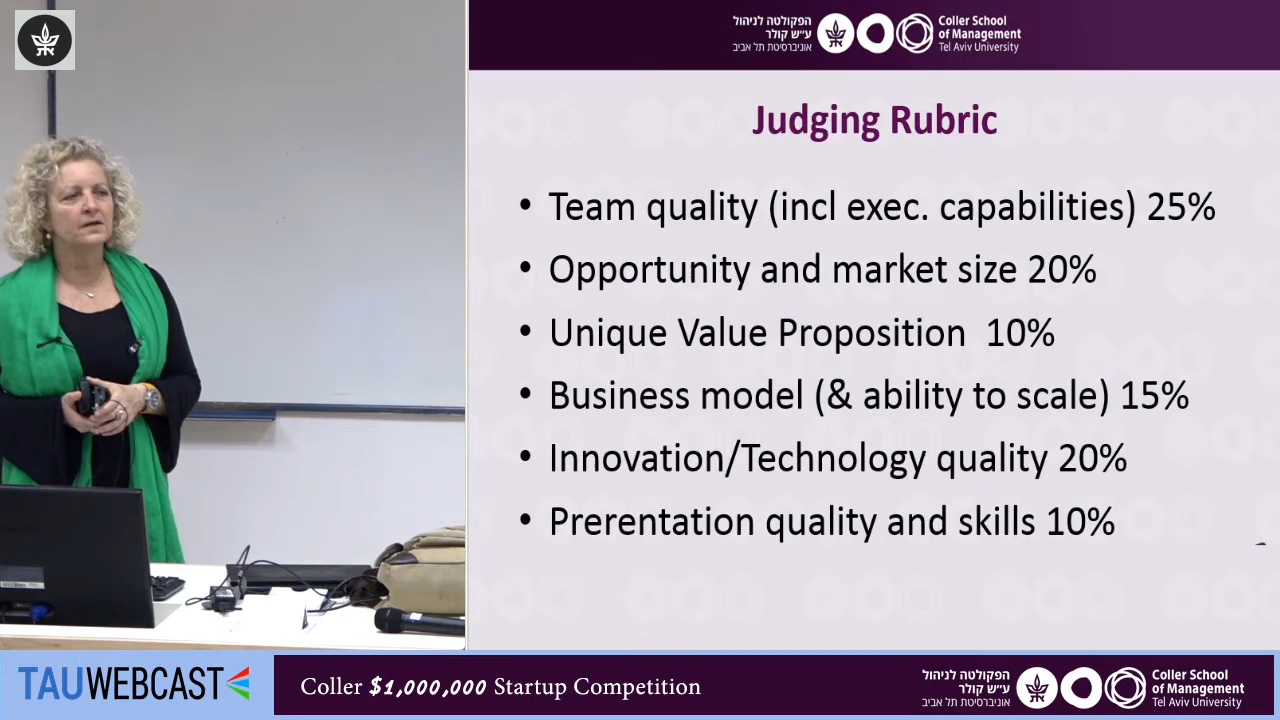 הפקולטה לניהול
ע״ש קולר
אוניברסיטת תל אביב
Coller School
of Management
Tel Aviv University
Judging Rubric
• Team quality (incl exec. capabilities) 25%
• Opportunity and market size 20%
• Unique Value Proposition 10%
• Business model (& ability to scale) 15%
• Innovation/Technology quality 20%
• Prerentation quality and skills 10%
TAUWEBCAST
Coller $1,000,000 Startup Competition
הפקולטה לניהול
ע״ש קולר
אוניברסיטת תל אביב
Coller School
of Management
Tel Aviv University